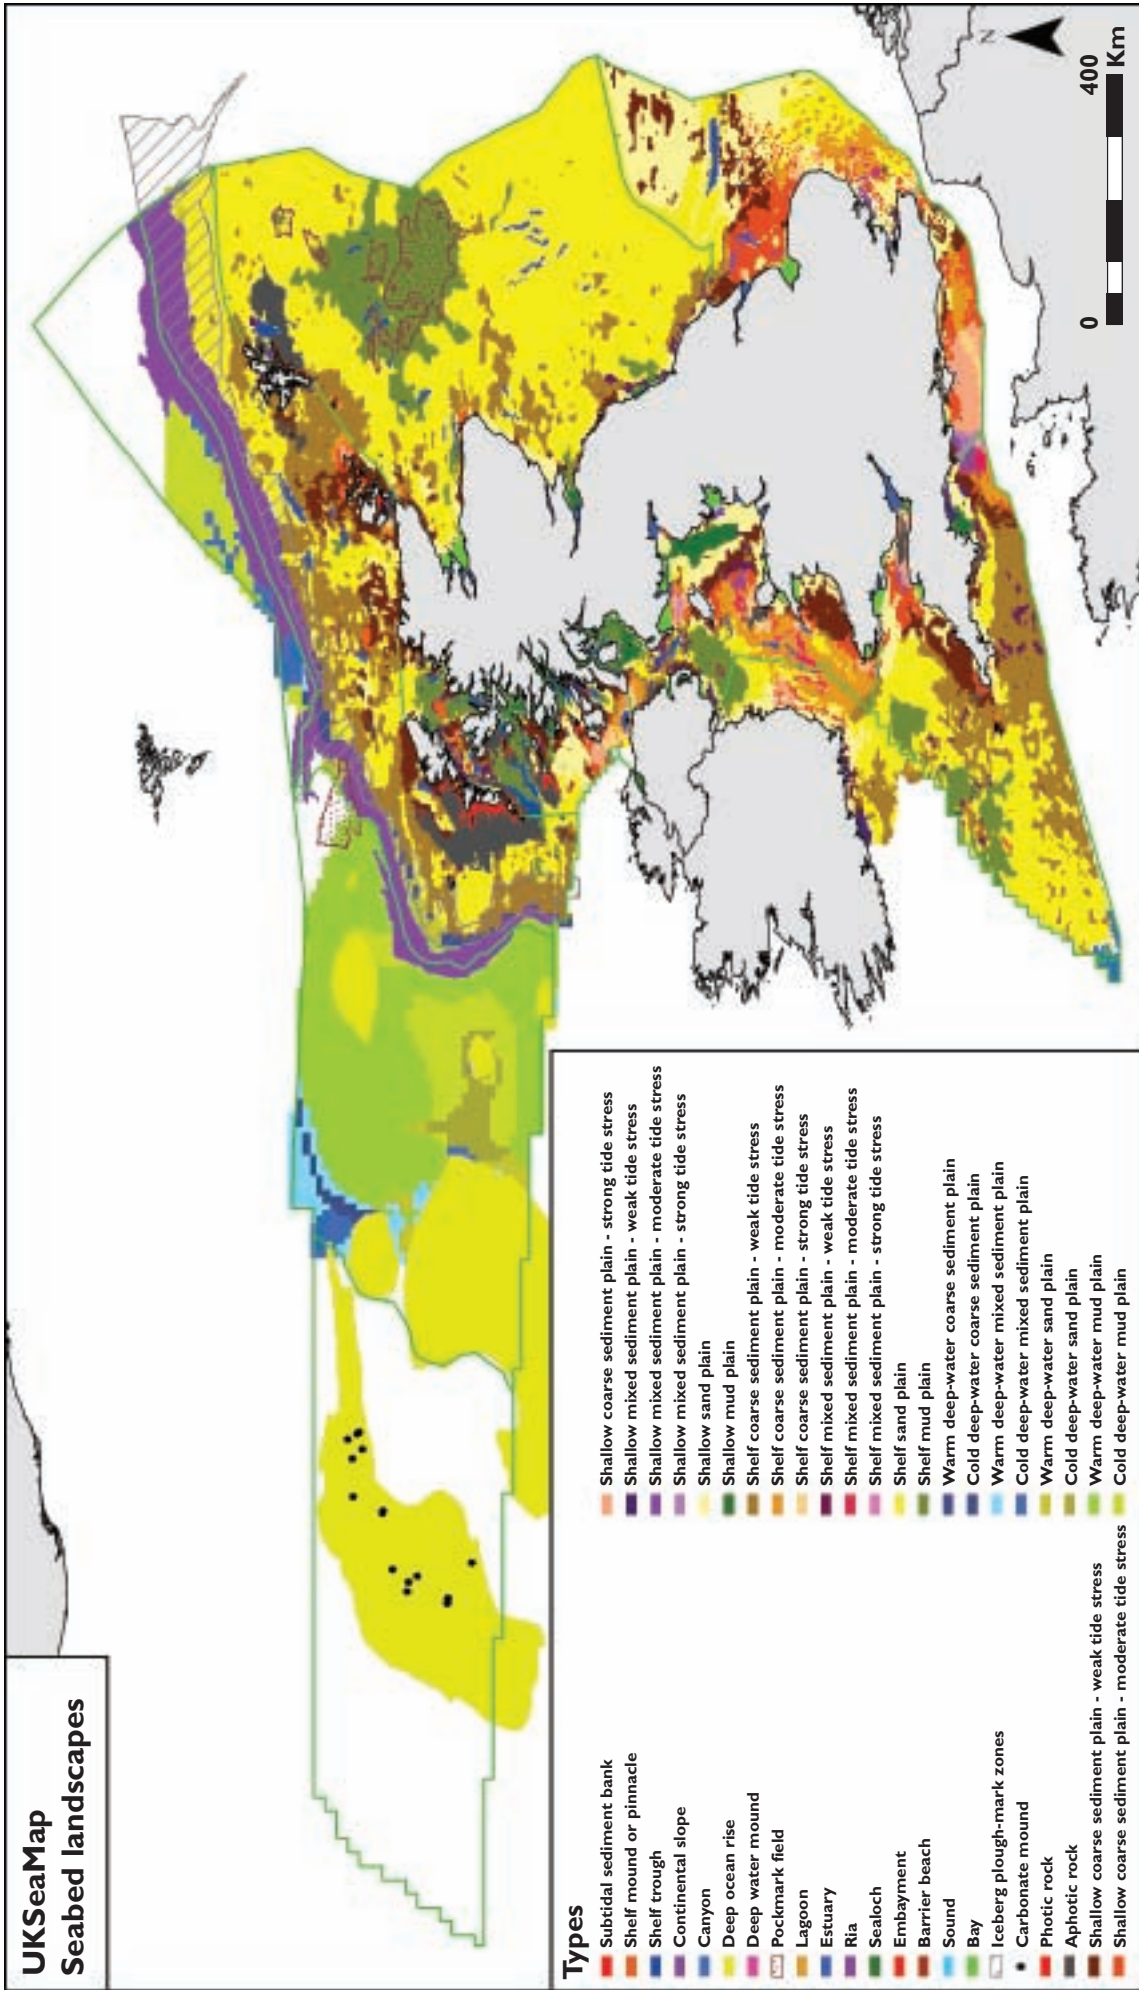 UKSeaMap
Seabed landscapes
Types
Subtidal sediment bank
Shelf mound or pinnacle
Shelf trough
Continental slope
Canyon
Deep ocean rise
Deep water mound
Pockmark field
Lagoon
Estuary
Ria
Sealoch
Embayment
Barrier beach
Sound
Bay
Iceberg plough-mark zones
Carbonate mound
Photic rock
Aphotic rock
Shallow coarse sediment plain - weak tide stress
Shallow coarse sediment plain - moderate tide stress
Shallow coarse sediment plain - strong tide stress
Shallow mixed sediment plain - weak tide stress
Shallow mixed sediment plain - moderate tide stress
Shallow mixed sediment plain - strong tide stress
Shallow sand plain
Shallow mud plain
Shelf coarse sediment plain - weak tide stress
Shelf coarse sediment plain - moderate tide stress
Shelf coarse sediment plain - strong tide stress
Shelf mixed sediment plain - weak tide stress
Shelf mixed sediment plain - moderate tide stress
Shelf mixed sediment plain - strong tide stress
Shelf sand plain
Shelf mud plain
Warm deep-water coarse sediment plain
Cold deep-water coarse sediment plain
Warm deep-water mixed sediment plain
Cold deep-water mixed sediment plain
Warm deep-water sand plain
Cold deep-water sand plain
Warm deep-water mud plain
Cold deep-water mud plain
N
0 400
Km